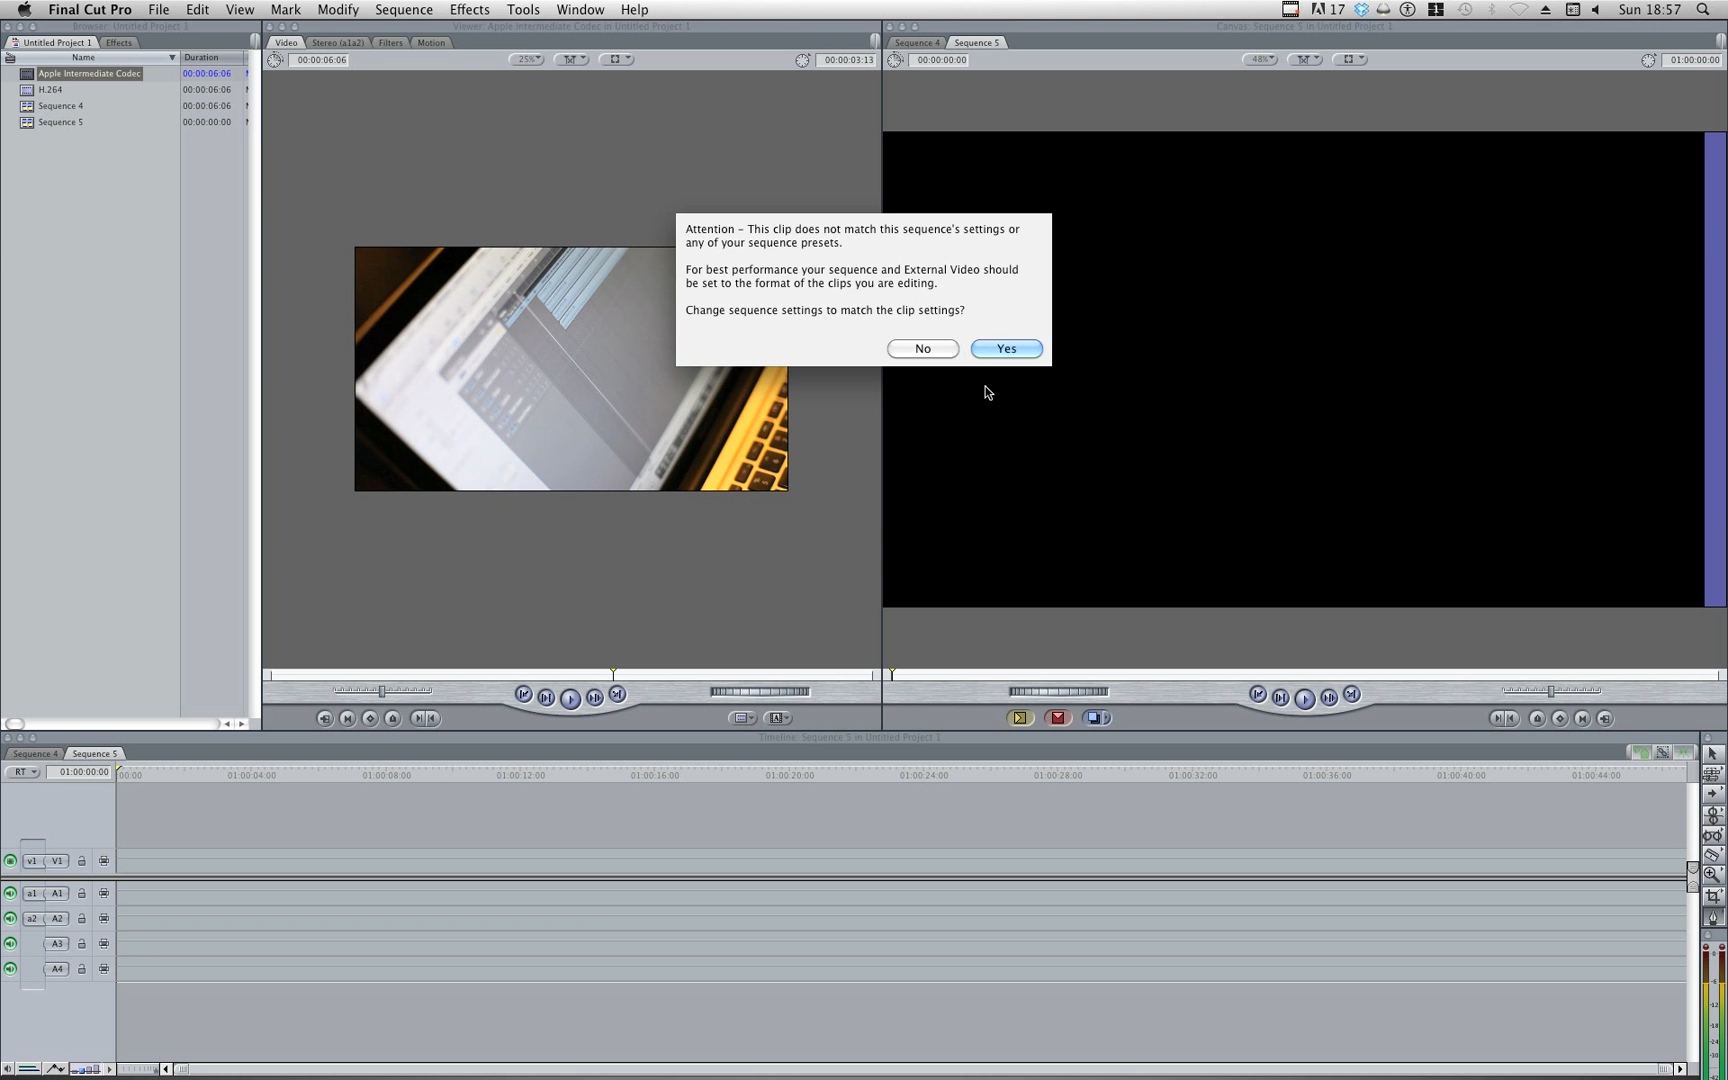 Final Cut Pro File Edit View Mark Modify Sequence Effects Tools Window Help 17 Sun 18:57
Browser: Untitled Project 1
Viewer: Apple Intermediate Codec in Untitled Project 1
Canvas: Sequence 5 in Untitled Project 1
Untitled Project 1 Effects
Video Stereo (a1a2) Filters Motion
Sequence 4 Sequence 5
Name Duration
00:00:06:06 25% 00:00:03:13
00:00:00:00 48% 01:00:00:00
Apple Intermediate Codec 00:00:06:06
H.264 00:00:06:06
Sequence 4 00:00:06:06
Sequence 5 00:00:00:00
Attention – This clip does not match this sequence's settings or
any of your sequence presets.
For best performance your sequence and External Video should
be set to the format of the clips you are editing.
Change sequence settings to match the clip settings?
No Yes
Timeline: Sequence 5 in Untitled Project 1
Sequence 4 Sequence 5
RT 01:00:00:00 :00:00 01:00:04:00 01:00:08:00 01:00:12:00 01:00:16:00 01:00:20:00 01:00:24:00 01:00:28:00 01:00:32:00 01:00:36:00 01:00:40:00 01:00:44:00
v1 V1
a1 A1
a2 A2
A3
A4